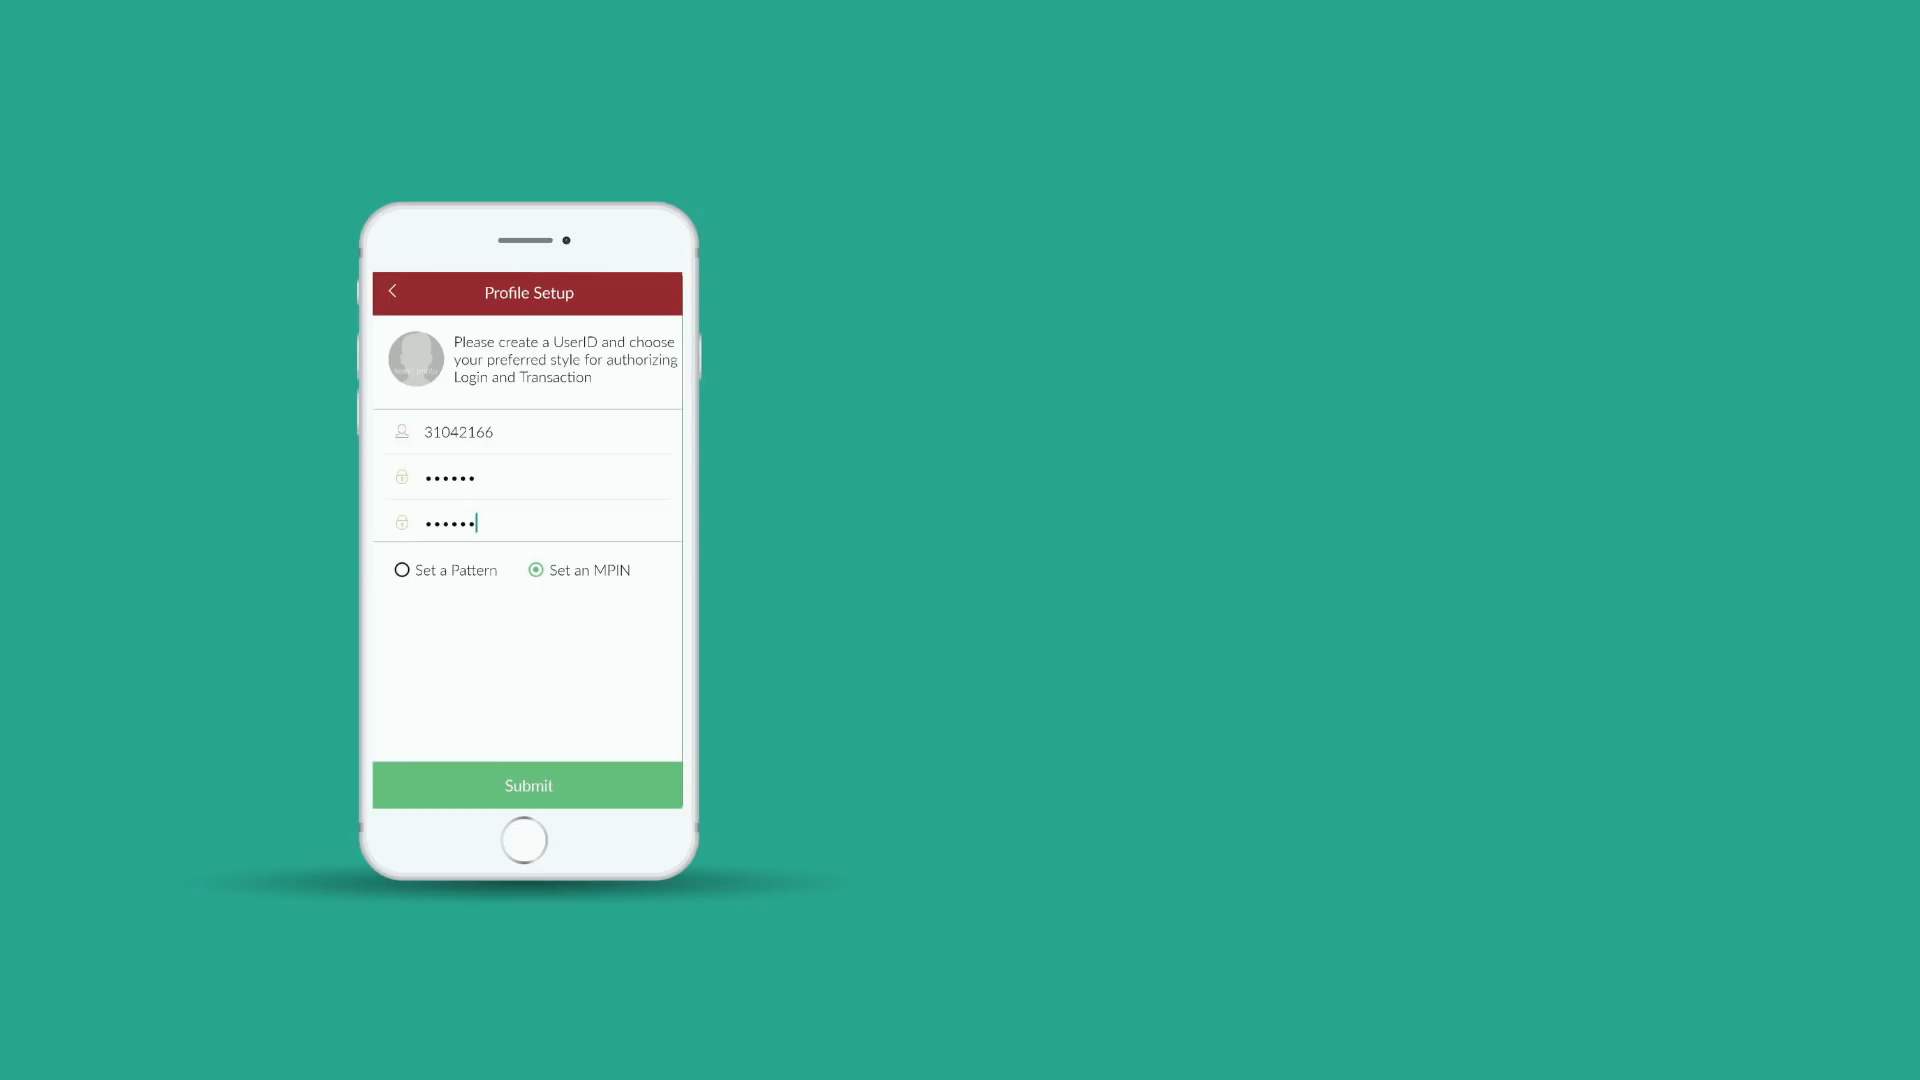 Profile Setup
Please create a UserID and choose
your preferred style for authorizing
Login and Transaction
31042166
••••••
••••••
Set a Pattern
Set an MPIN
Submit